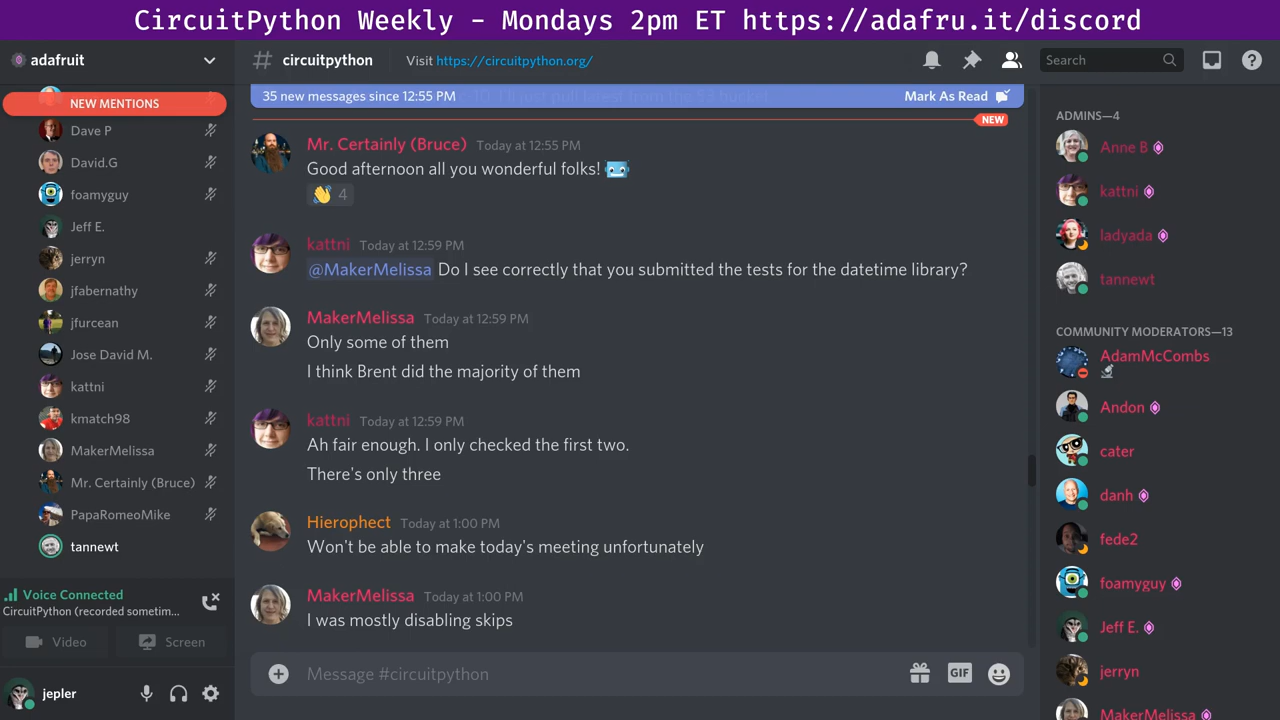 CircuitPython Weekly - Mondays 2pm ET https://adafru.it/discord
adafruit
NEW MENTIONS
Dave P
David.G
foamyguy
Jeff E.
jerryn
jfabernathy
jfurcean
Jose David M.
kattni
kmatch98
MakerMelissa
Mr. Certainly (Bruce)
PapaRomeoMike
tannewt
Voice Connected
CircuitPython (recorded sometim...
Video
Screen
jepler
# circuitpython
Visit https://circuitpython.org/
Search
35 new messages since 12:55 PM
Mark As Read
NEW
Mr. Certainly (Bruce) Today at 12:55 PM
Good afternoon all you wonderful folks!
4
kattni Today at 12:59 PM
@MakerMelissa Do I see correctly that you submitted the tests for the datetime library?
MakerMelissa Today at 12:59 PM
Only some of them
I think Brent did the majority of them
kattni Today at 12:59 PM
Ah fair enough. I only checked the first two.
There's only three
Hierophect Today at 1:00 PM
Won't be able to make today's meeting unfortunately
MakerMelissa Today at 1:00 PM
I was mostly disabling skips
Message #circuitpython
GIF
ADMINS—4
Anne B
kattni
ladyada
tannewt
COMMUNITY MODERATORS—13
AdamMcCombs
Andon
cater
danh
fede2
foamyguy
Jeff E.
jerryn
MakerMelissa